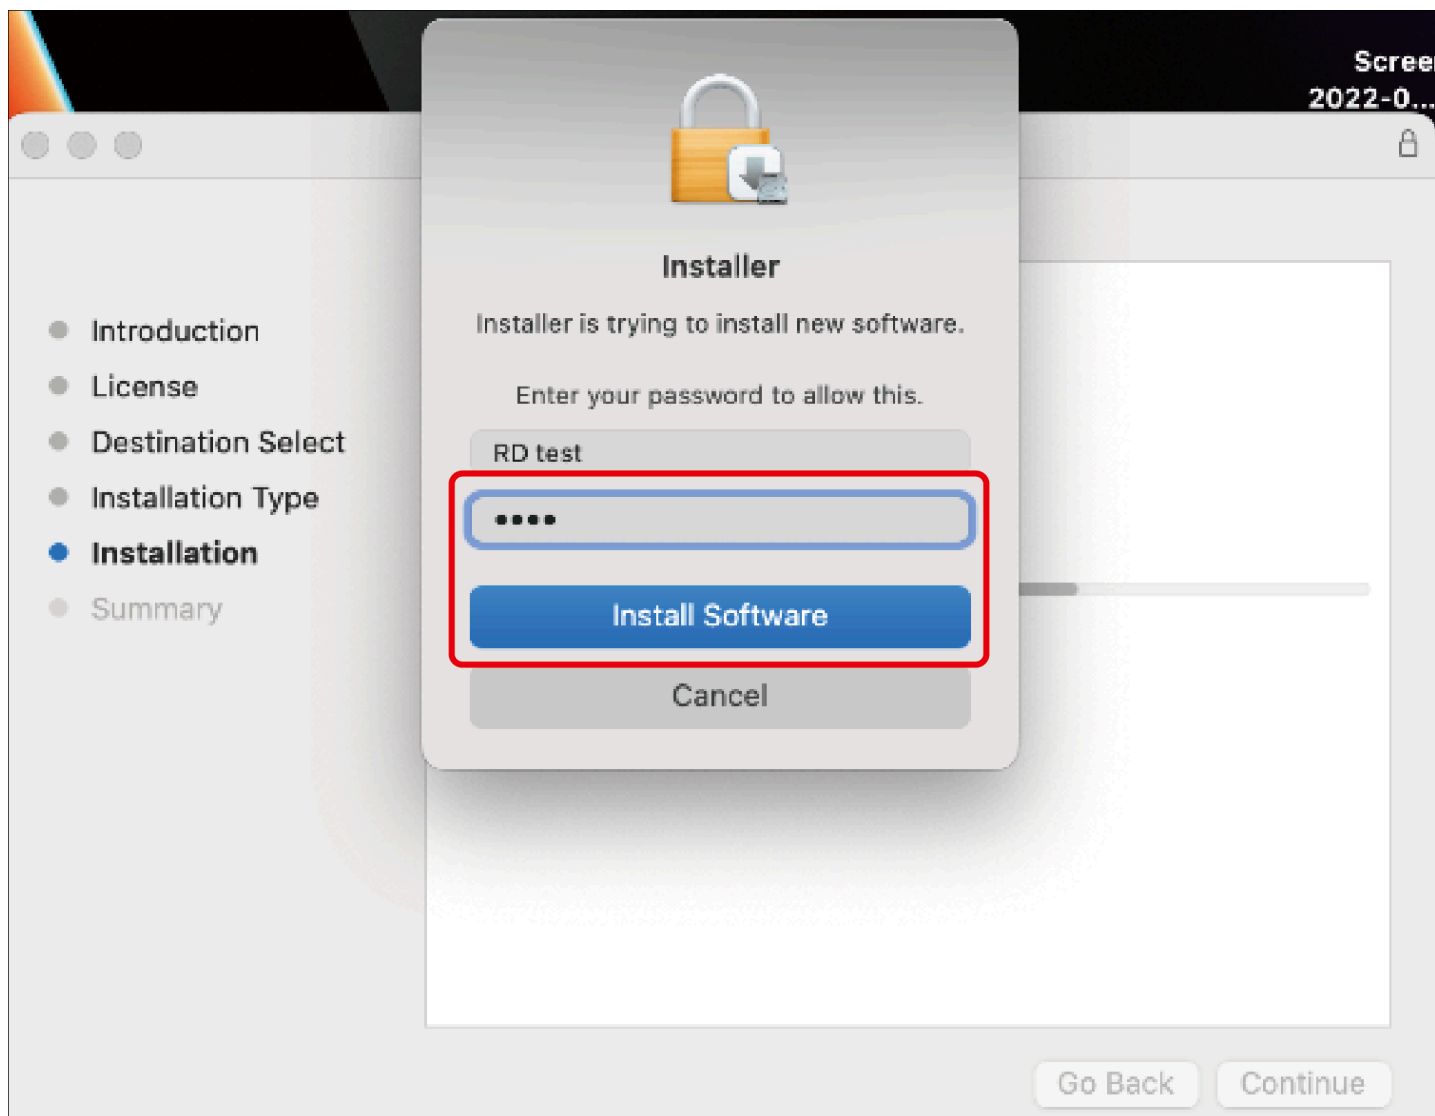 Scree
2022-0...
Installer
Installer is trying to install new software.
Enter your password to allow this.
RD test
••••
Install Software
Cancel
Introduction
License
Destination Select
Installation Type
Installation
Summary
Go Back
Continue